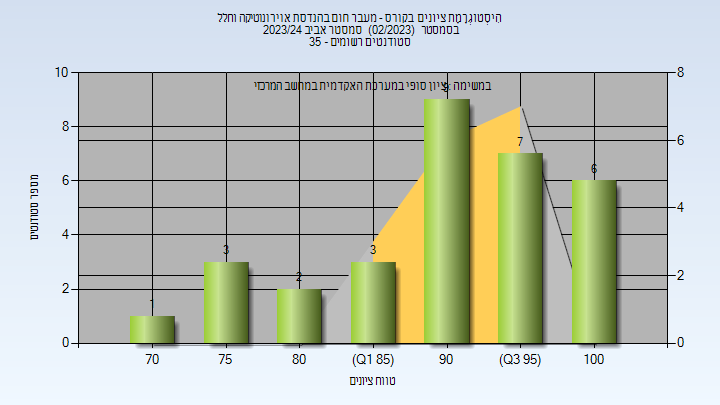 היסטוגרמת ציונים בקורס - מעבר חום בהנדסת אוירונוטיקה וחלל
בסמסטר (02/2023) סמסטר אביב 2023/24
סטודנטים רשומים - 35
במשימה: ציון סופי במערכת האקדמית במחשב המרכזי
10
8
6
4
2
0
8
6
4
2
0
מספר סטודנטים
1
3
2
3
9
7
6
70
75
80
(Q1 85)
90
(Q3 95)
100
טווח ציונים